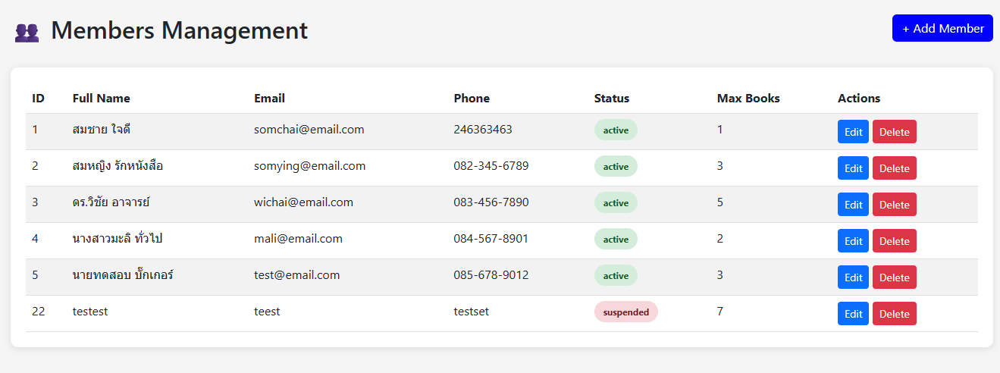 Members Management
+ Add Member
ID Full Name Email Phone Status Max Books Actions
1 สมชาย ใจดี somchai@email.com 246363463 active 1 Edit Delete
2 สมหญิง รักหนังสือ somying@email.com 082-345-6789 active 3 Edit Delete
3 ดร.วิชัย อาจารย์ wichai@email.com 083-456-7890 active 5 Edit Delete
4 นางสาวมะลิ ทั่วไป mali@email.com 084-567-8901 active 2 Edit Delete
5 นายทดสอบ บั๊กเกอร์ test@email.com 085-678-9012 active 3 Edit Delete
22 testest teest testset suspended 7 Edit Delete